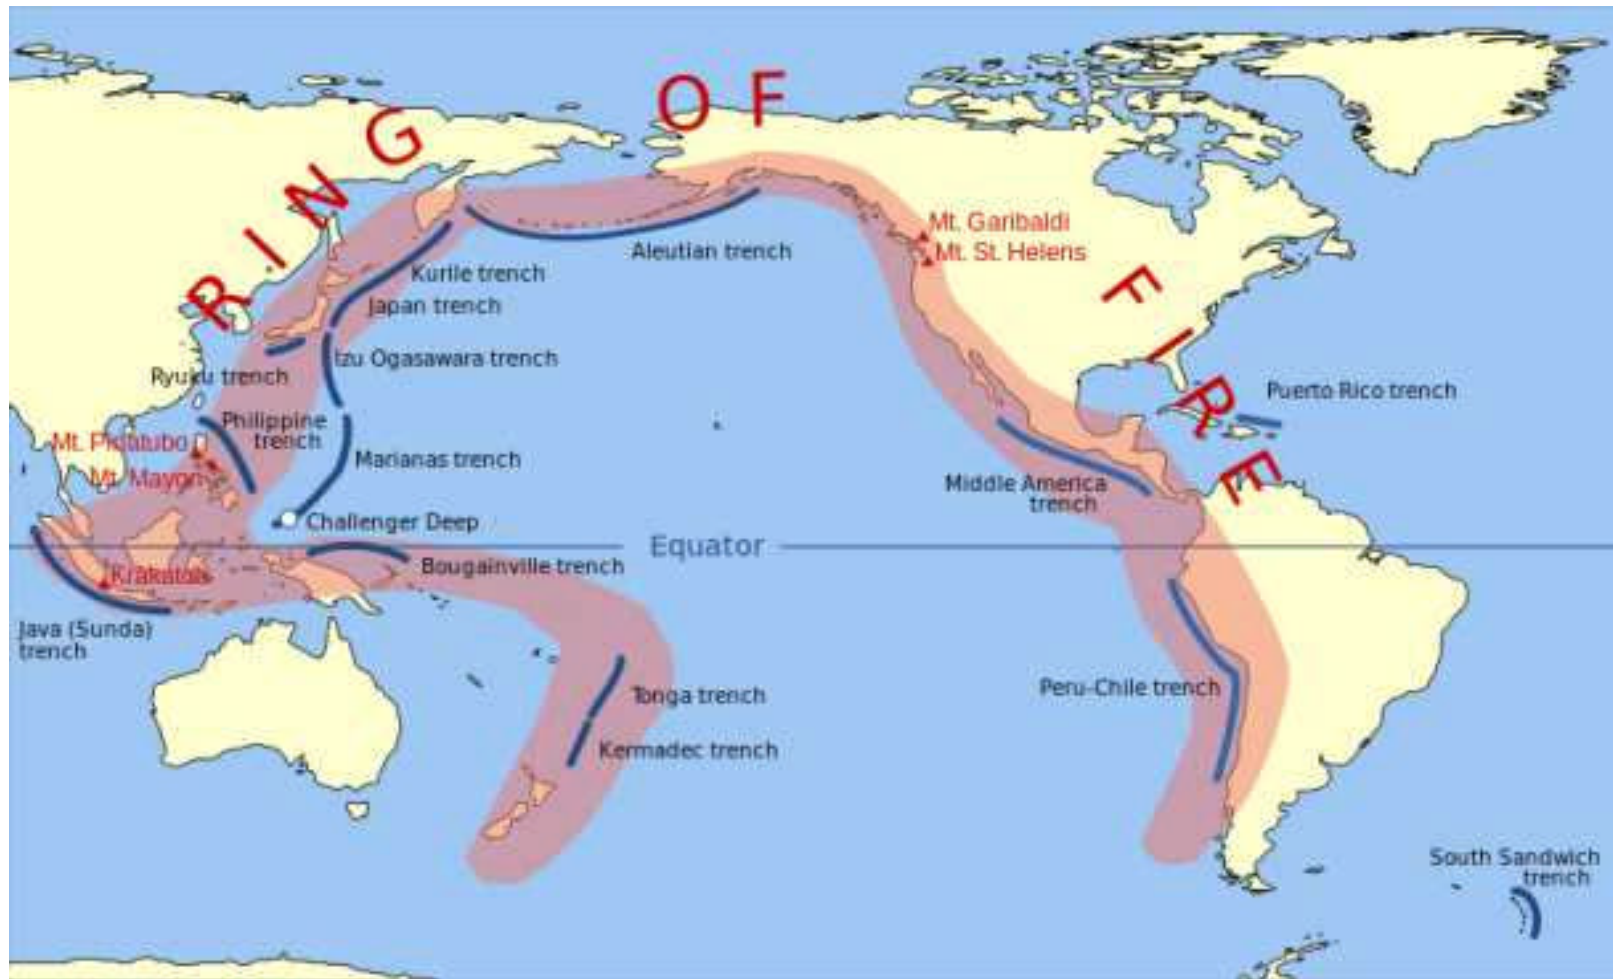 RING OF FIRE
Mt. Garibaldi
Mt. St. Helens
Aleutian trench
Kurile trench
Japan trench
Izu Ogasawara trench
Ryuku trench
Puerto Rico trench
Philippine
trench
Mt. Pinatubo
Mt. Mayon
Marianas trench
Middle America
trench
Challenger Deep
Equator
Bougainville trench
Krakatoa
Java (Sunda)
trench
Tonga trench
Peru-Chile trench
Kermadec trench
South Sandwich
trench